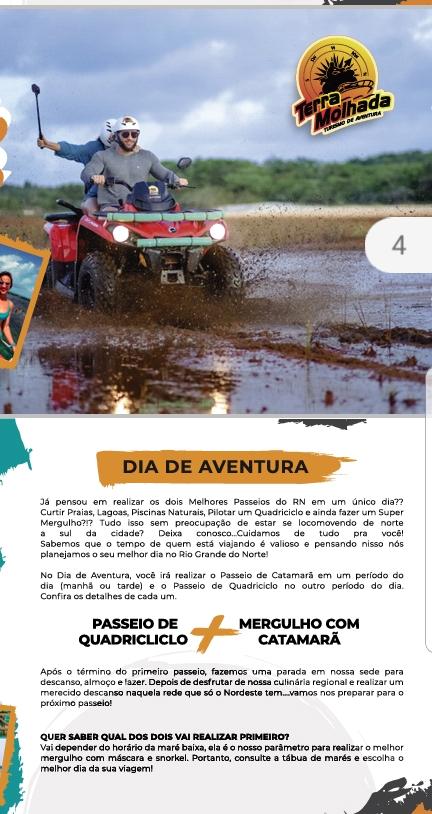 Terra
Molhada
TURISMO DE AVENTURA
4
DIA DE AVENTURA
Já pensou em realizar os dois Melhores Passeios do RN em um único dia??
Curtir Praias, Lagoas, Piscinas Naturais, Pilotar um Quadriciclo e ainda fazer um Super
Mergulho?!? Tudo isso sem preocupação de estar se locomovendo de norte
a sul da cidade? Deixa conosco...Cuidamos de tudo pra você!
Sabemos que o tempo de quem está viajando é valioso e pensando nisso nós
planejamos o seu melhor dia no Rio Grande do Norte!
No Dia de Aventura, você irá realizar o Passeio de Catamarã em um período do
dia (manhã ou tarde) e o Passeio de Quadriciclo no outro período do dia.
Confira os detalhes de cada um.
PASSEIO DE
QUADRICLICLO
MERGULHO COM
CATAMARÃ
Após o término do primeiro passeio, fazemos uma parada em nossa sede para
descanso, almoço e lazer. Depois de desfrutar de nossa culinária regional e realizar um
merecido descanso naquela rede que só o Nordeste tem....vamos nos preparar para o
próximo passeio!
QUER SABER QUAL DOS DOIS VAI REALIZAR PRIMEIRO?
Vai depender do horário da maré baixa, ela é o nosso parâmetro para realizar o melhor
mergulho com máscara e snorkel. Portanto, consulte a tábua de marés e escolha o
melhor dia da sua viagem!